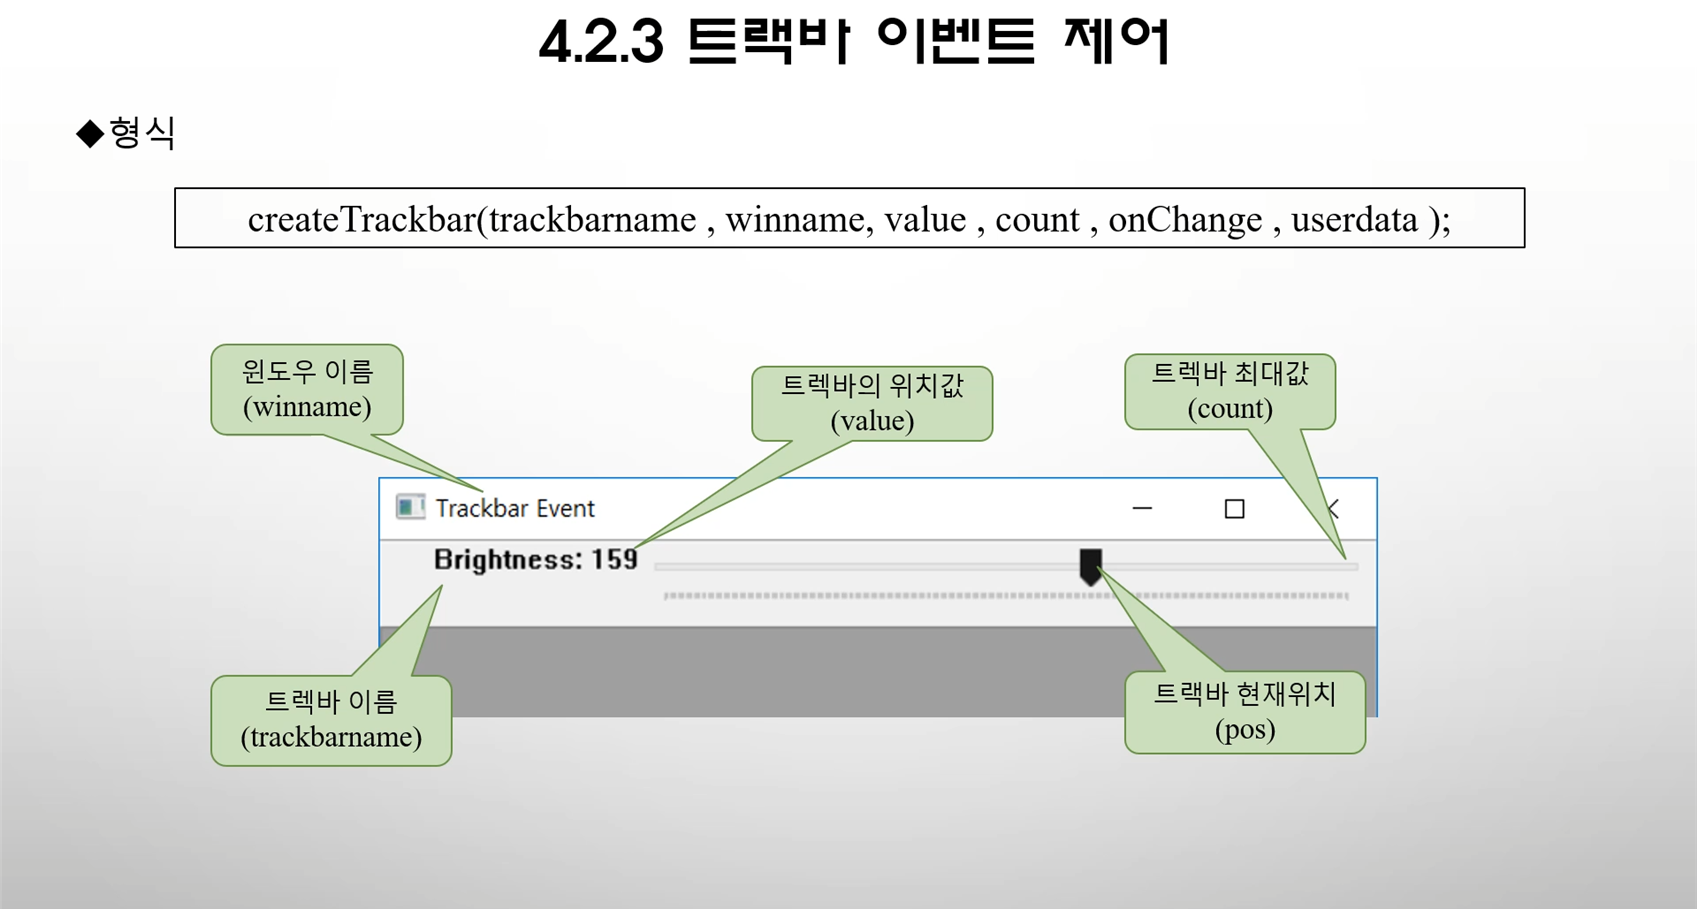 4.2.3 트랙바 이벤트 제어
◆형식
createTrackbar(trackbarname , winname, value , count , onChange , userdata );
윈도우 이름
(winname)
트렉바의 위치값
(value)
트렉바 최대값
(count)
Trackbar Event
Brightness: 159
트렉바 이름
(trackbarname)
트랙바 현재위치
(pos)